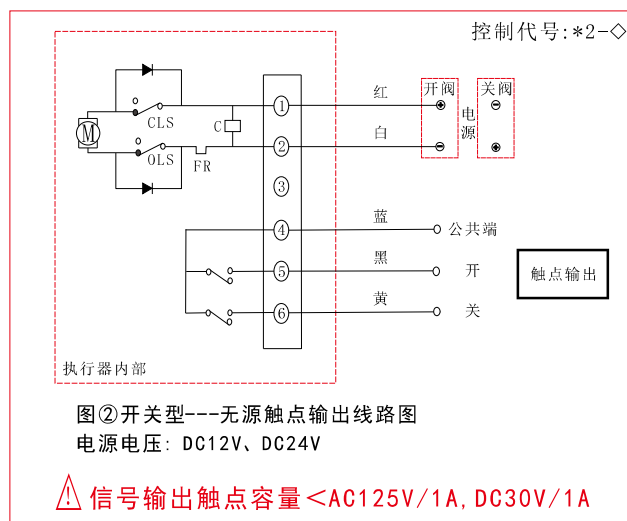 控制代号:*2-◇
红
开阀
关阀
CLS
C
①
电源
M
白
②
OLS
FR
③
蓝
④
公共端
黑
⑤
开
触点输出
黄
⑥
关
执行器内部
图②开关型---无源触点输出线路图
电源电压: DC12V、DC24V
! 信号输出触点容量<AC125V/1A,DC30V/1A